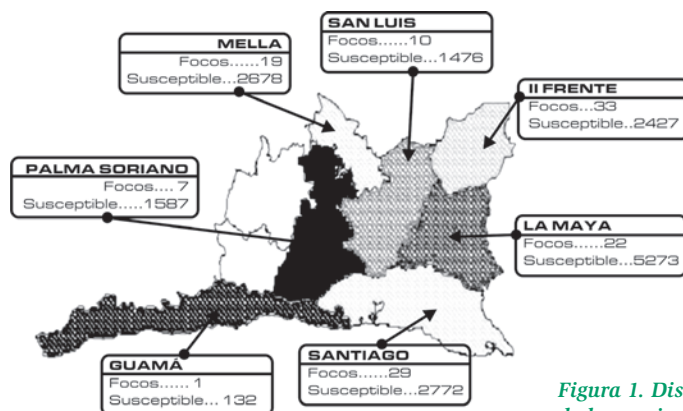 SAN LUIS
Focos......10
Susceptible...1476
MELLA
Focos......19
Susceptible...2678
II FRENTE
Focos...33
Susceptible..2427
PALMA SORIANO
Focos.... 7
Susceptible.....1587
LA MAYA
Focos......22
Susceptible...5273
GUAMÁ
Focos...... 1
Susceptible... 132
SANTIAGO
Focos......29
Susceptible...2772
Figura 1. Dis